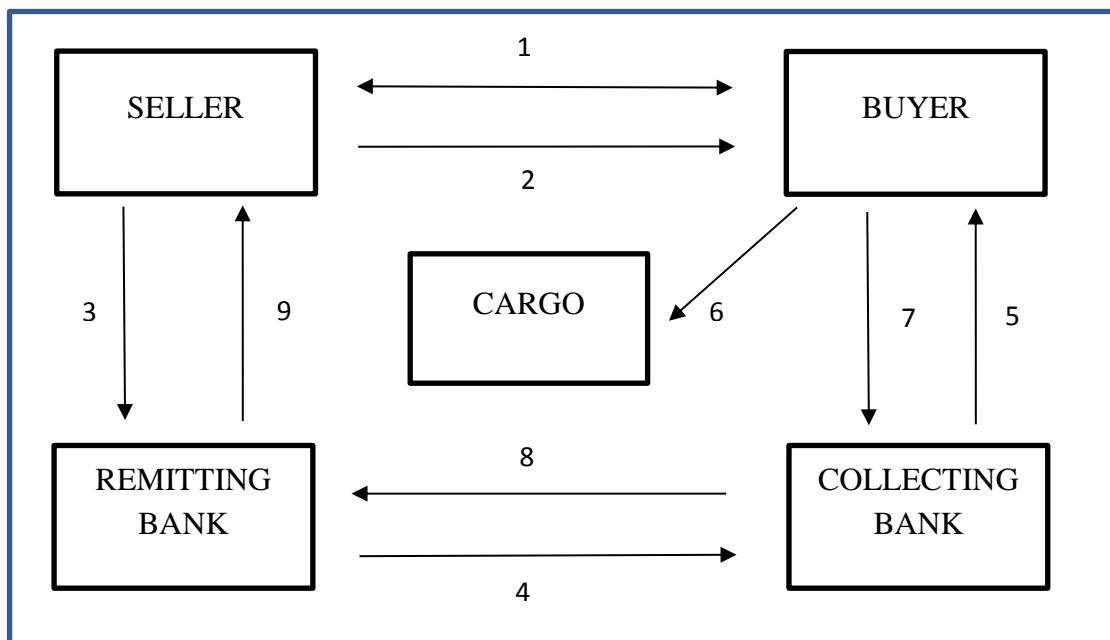 1
SELLER
BUYER
2
CARGO
3
9
6
7
5
REMITTING
BANK
8
COLLECTING
BANK
4